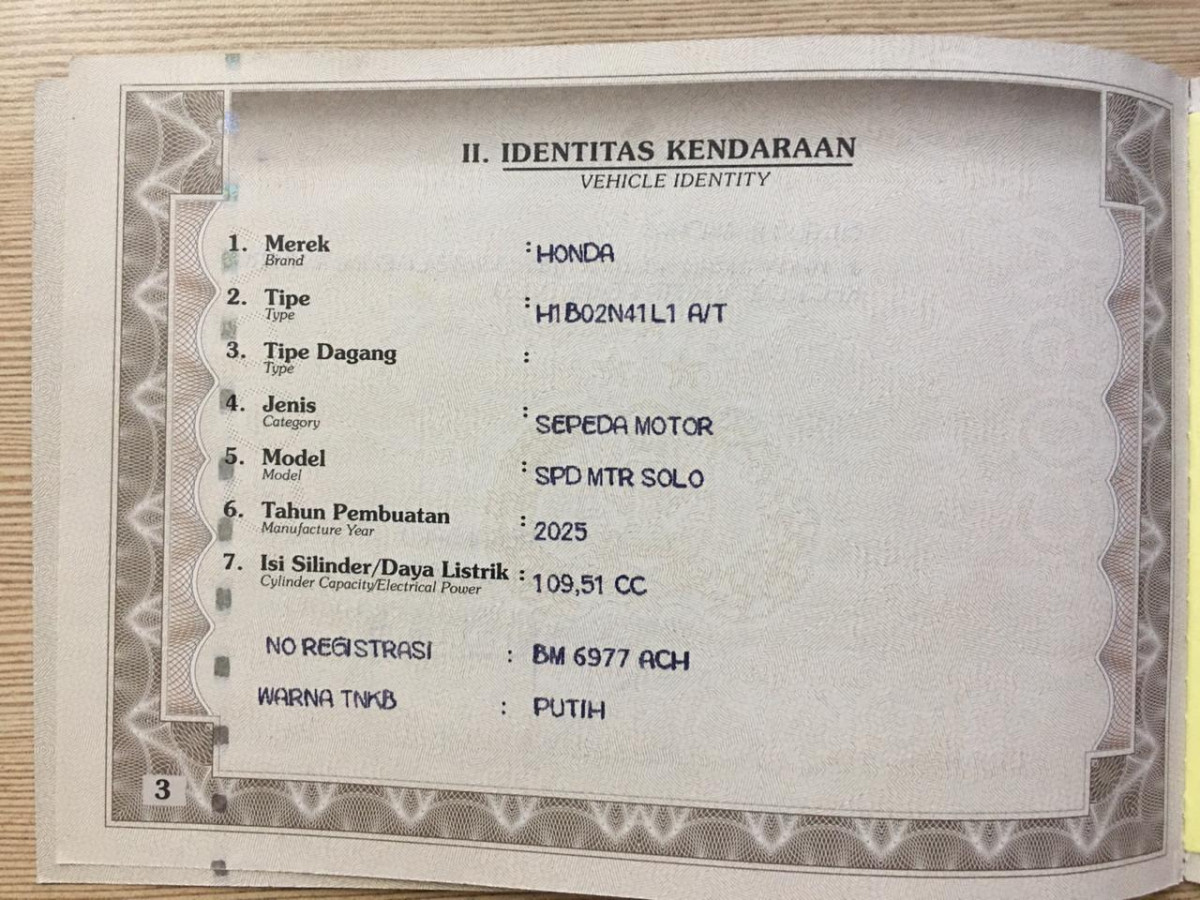 II. IDENTITAS KENDARAAN
VEHICLE IDENTITY
1. Merek : HONDA
Brand
2. Tipe : H1B02N41L1 A/T
Type
3. Tipe Dagang :
Type
4. Jenis : SEPEDA MOTOR
Category
5. Model : SPD MTR SOLO
Model
6. Tahun Pembuatan : 2025
Manufacture Year
7. Isi Silinder/Daya Listrik : 109,51 CC
Cylinder Capacity/Electrical Power
NO REGISTRASI : BM 6977 ACH
WARNA TNKB : PUTIH
3